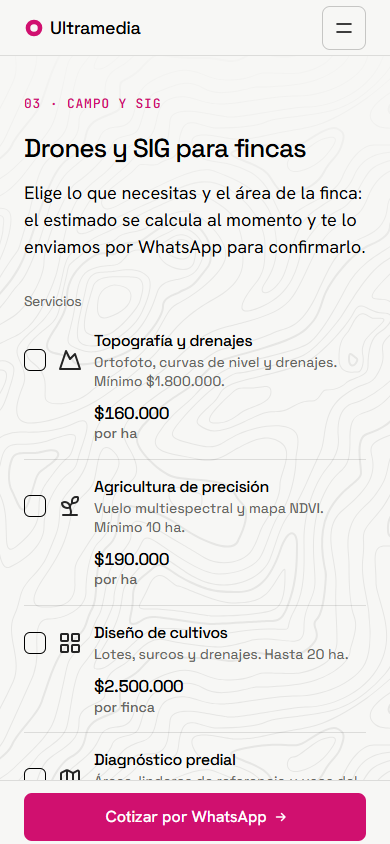 Ultramedia
03 · CAMPO Y SIG
Drones y SIG para fincas
Elige lo que necesitas y el área de la finca:
el estimado se calcula al momento y te lo
enviamos por WhatsApp para confirmarlo.
Servicios
Topografía y drenajes
Ortofoto, curvas de nivel y drenajes.
Mínimo $1.800.000.
$160.000
por ha
Agricultura de precisión
Vuelo multiespectral y mapa NDVI.
Mínimo 10 ha.
$190.000
por ha
Diseño de cultivos
Lotes, surcos y drenajes. Hasta 20 ha.
$2.500.000
por finca
Diagnóstico predial
Cotizar por WhatsApp →